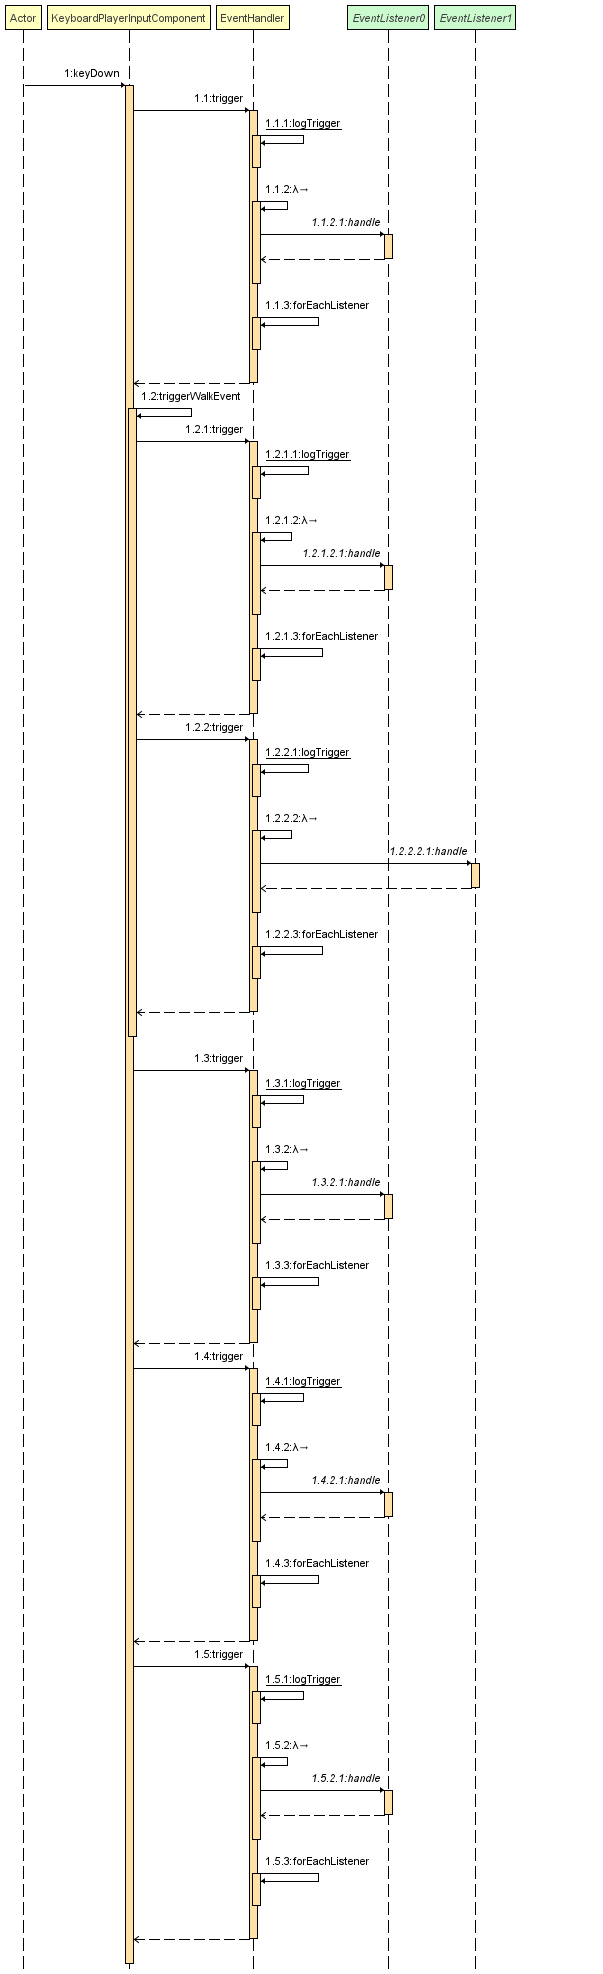 Actor KeyboardPlayerInputComponent EventHandler EventListener0 EventListener1
1:keyDown
1.1:trigger
1.1.1:logTrigger
1.1.2:λ→
1.1.2.1:handle
1.1.3:forEachListener
1.2:triggerWalkEvent
1.2.1:trigger
1.2.1.1:logTrigger
1.2.1.2:λ→
1.2.1.2.1:handle
1.2.1.3:forEachListener
1.2.2:trigger
1.2.2.1:logTrigger
1.2.2.2:λ→
1.2.2.2.1:handle
1.2.2.3:forEachListener
1.3:trigger
1.3.1:logTrigger
1.3.2:λ→
1.3.2.1:handle
1.3.3:forEachListener
1.4:trigger
1.4.1:logTrigger
1.4.2:λ→
1.4.2.1:handle
1.4.3:forEachListener
1.5:trigger
1.5.1:logTrigger
1.5.2:λ→
1.5.2.1:handle
1.5.3:forEachListener